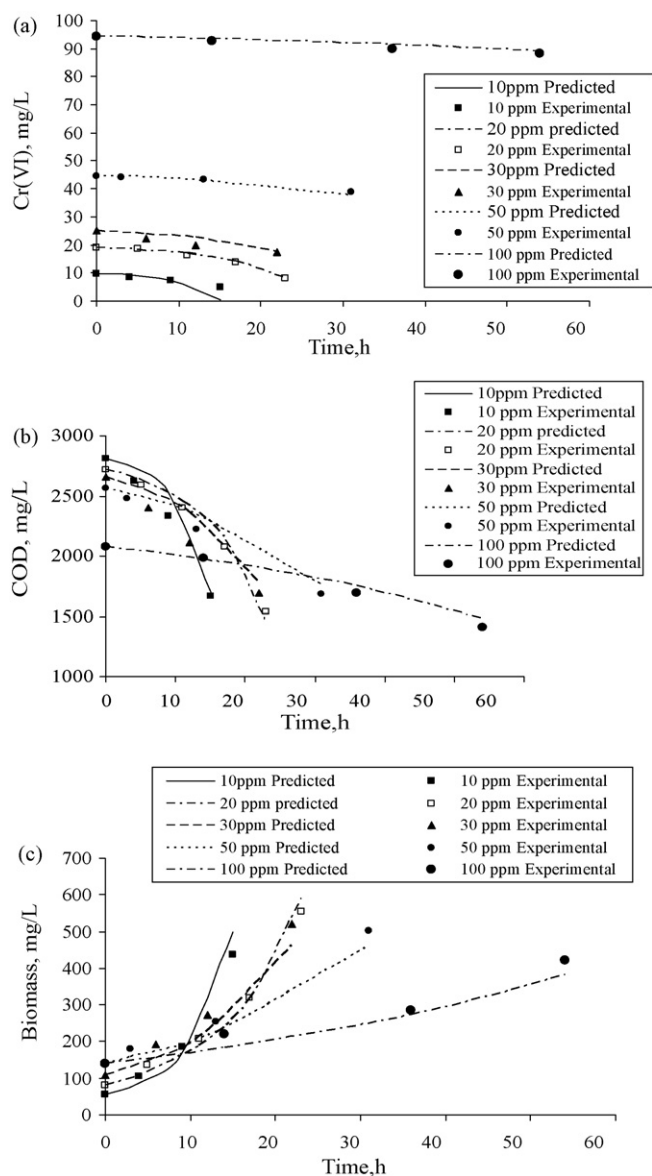 (a)
100
90
80
70
60
50
40
30
20
10
0
Cr(VI), mg/L
0 10 20 30 40 50 60
Time,h
10ppm Predicted
10 ppm Experimental
20 ppm predicted
20 ppm Experimental
30ppm Predicted
30 ppm Experimental
50 ppm Predicted
50 ppm Experimental
100 ppm Predicted
100 ppm Experimental
(b)
3000
2500
2000
1500
1000
COD, mg/L
0 10 20 30 40 50 60
Time,h
10ppm Predicted
10 ppm Experimental
20 ppm predicted
20 ppm Experimental
30ppm Predicted
30 ppm Experimental
50 ppm Predicted
50 ppm Experimental
100 ppm Predicted
100 ppm Experimental
10ppm Predicted 10 ppm Experimental
20 ppm predicted 20 ppm Experimental
30ppm Predicted 30 ppm Experimental
50 ppm Predicted 50 ppm Experimental
100 ppm Predicted 100 ppm Experimental
(c)
700
600
500
400
300
200
100
0
Biomass, mg/L
0 10 20 30 40 50 60
Time,h